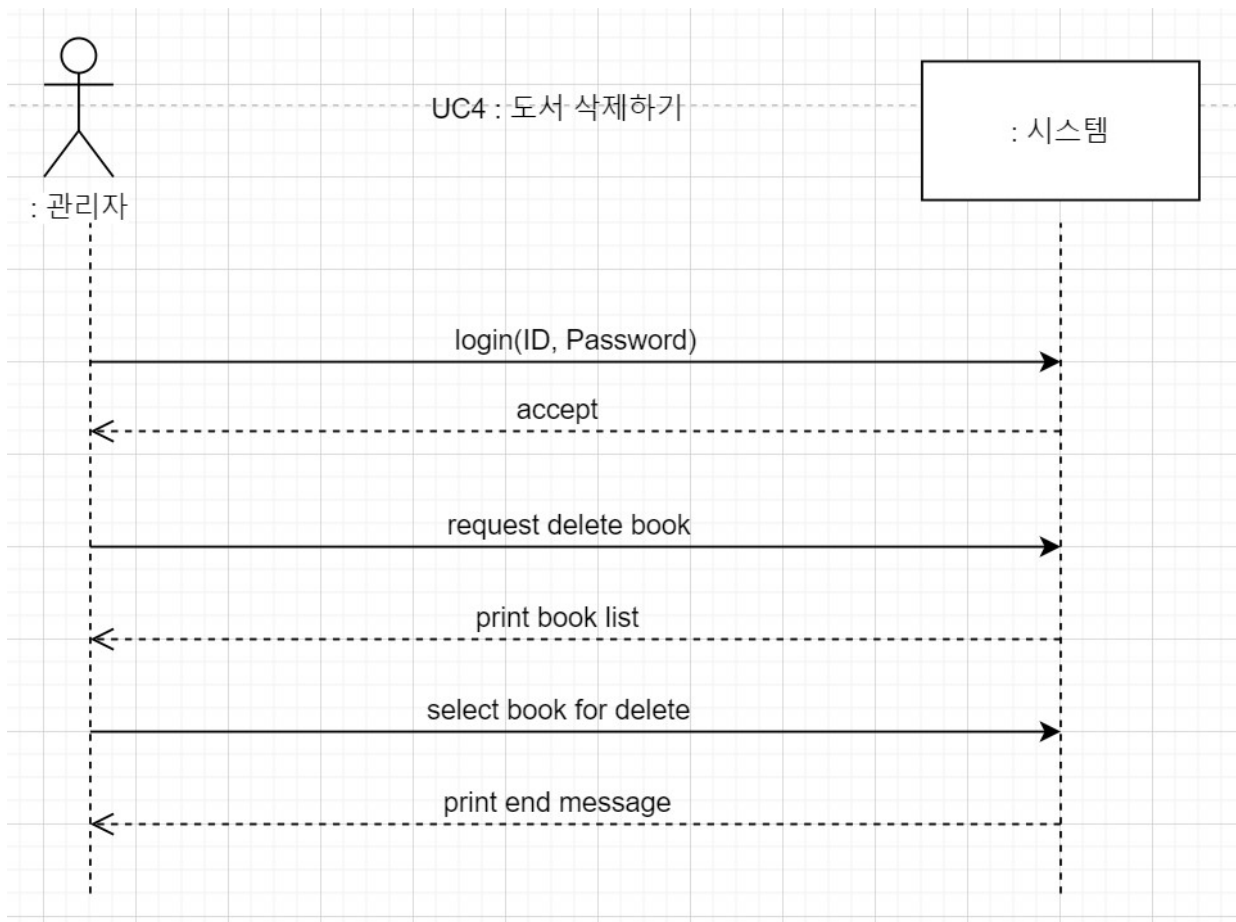 UC4 : 도서 삭제하기
: 시스템
: 관리자
login(ID, Password)
accept
request delete book
print book list
select book for delete
print end message